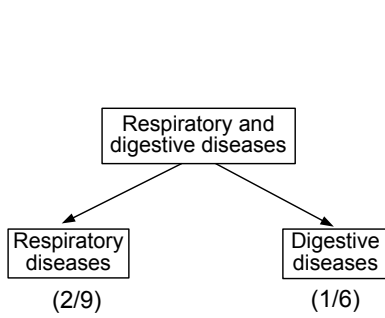 Respiratory and
digestive diseases
Respiratory
diseases
Digestive
diseases
(2/9)
(1/6)